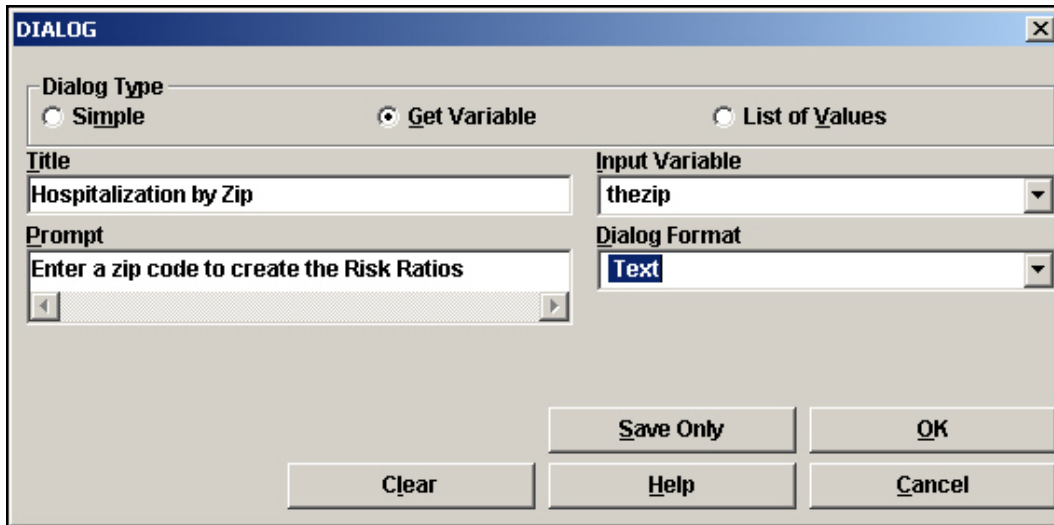 DIALOG
Dialog Type
Simple Get Variable List of Values
Title Input Variable
Hospitalization by Zip thezip
Prompt Dialog Format
Enter a zip code to create the Risk Ratios Text
Save Only OK
Clear Help Cancel